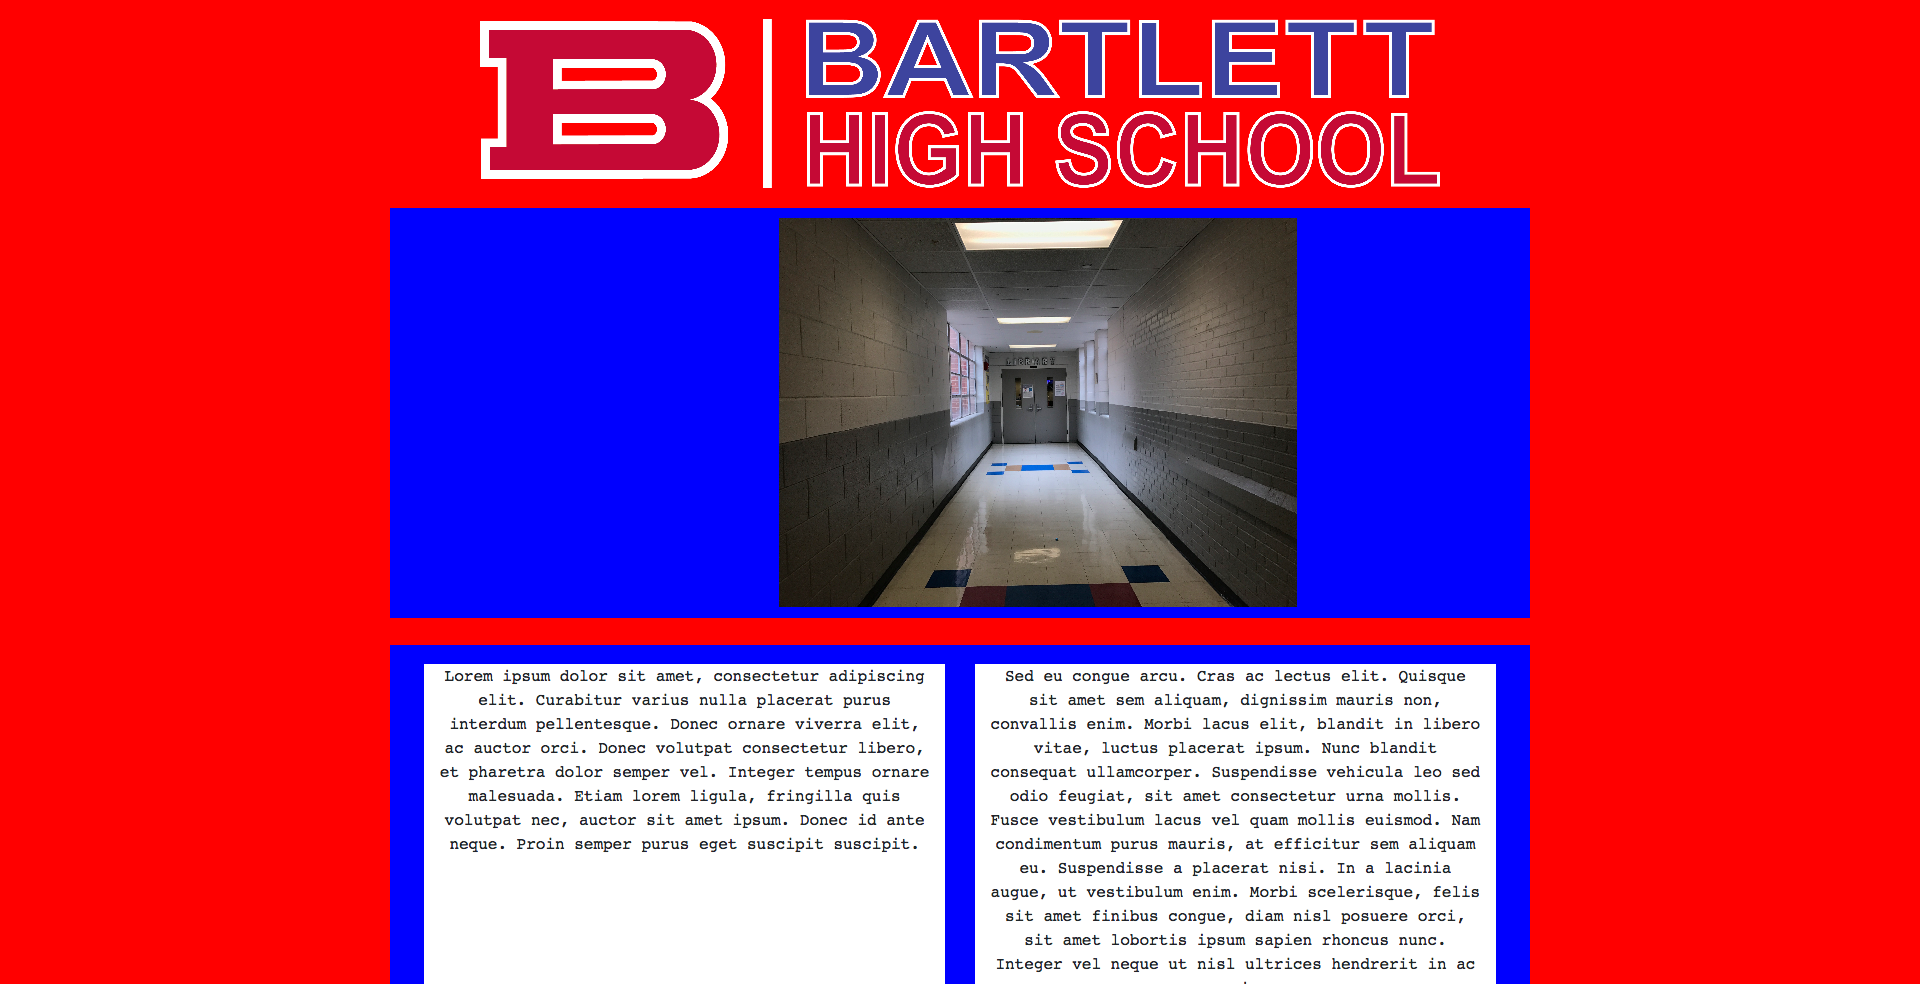 B
BARTLETT
HIGH SCHOOL
LIBRARY
Lorem ipsum dolor sit amet, consectetur adipiscing
elit. Curabitur varius nulla placerat purus
interdum pellentesque. Donec ornare viverra elit,
ac auctor orci. Donec volutpat consectetur libero,
et pharetra dolor semper vel. Integer tempus ornare
malesuada. Etiam lorem ligula, fringilla quis
volutpat nec, auctor sit amet ipsum. Donec id ante
neque. Proin semper purus eget suscipit suscipit.
Sed eu congue arcu. Cras ac lectus elit. Quisque
sit amet sem aliquam, dignissim mauris non,
convallis enim. Morbi lacus elit, blandit in libero
vitae, luctus placerat ipsum. Nunc blandit
consequat ullamcorper. Suspendisse vehicula leo sed
odio feugiat, sit amet consectetur urna mollis.
Fusce vestibulum lacus vel quam mollis euismod. Nam
condimentum purus mauris, at efficitur sem aliquam
eu. Suspendisse a placerat nisi. In a lacinia
augue, ut vestibulum enim. Morbi scelerisque, felis
sit amet finibus congue, diam nisl posuere orci,
sit amet lobortis ipsum sapien rhoncus nunc.
Integer vel neque ut nisl ultrices hendrerit in ac